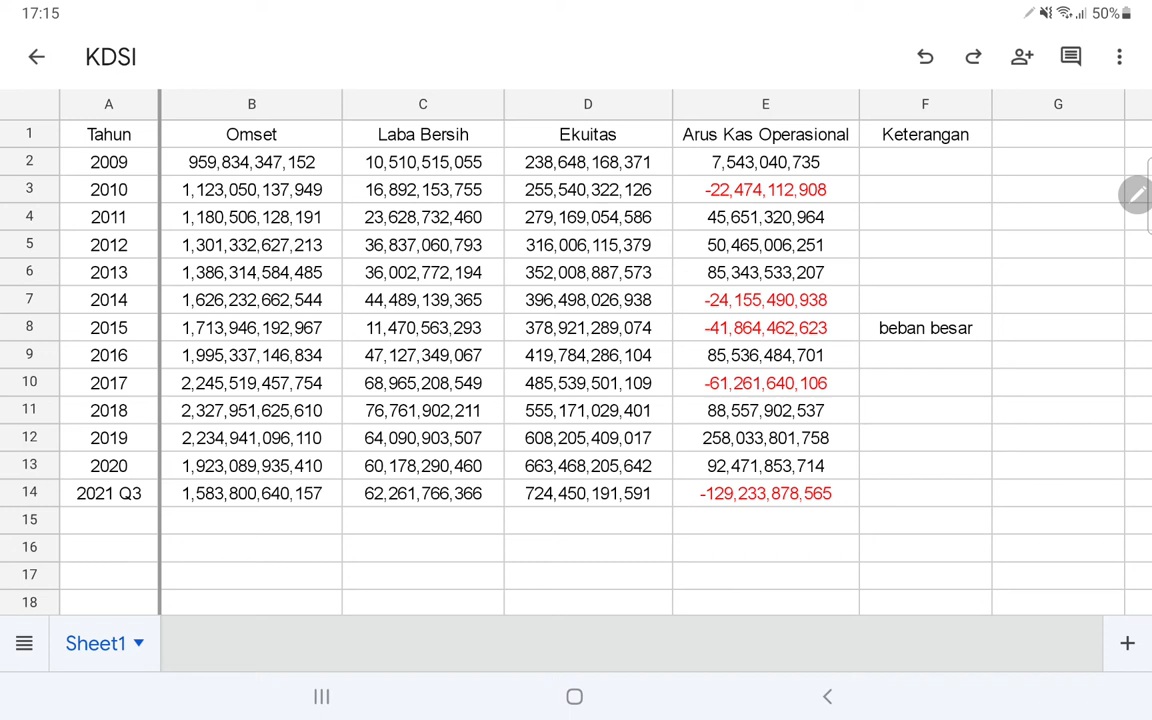 17:15 50%
KDSI
A B C D E F G
1 Tahun Omset Laba Bersih Ekuitas Arus Kas Operasional Keterangan
2 2009 959,834,347,152 10,510,515,055 238,648,168,371 7,543,040,735
3 2010 1,123,050,137,949 16,892,153,755 255,540,322,126 -22,474,112,908
4 2011 1,180,506,128,191 23,628,732,460 279,169,054,586 45,651,320,964
5 2012 1,301,332,627,213 36,837,060,793 316,006,115,379 50,465,006,251
6 2013 1,386,314,584,485 36,002,772,194 352,008,887,573 85,343,533,207
7 2014 1,626,232,662,544 44,489,139,365 396,498,026,938 -24,155,490,938
8 2015 1,713,946,192,967 11,470,563,293 378,921,289,074 -41,864,462,623 beban besar
9 2016 1,995,337,146,834 47,127,349,067 419,784,286,104 85,536,484,701
10 2017 2,245,519,457,754 68,965,208,549 485,539,501,109 -61,261,640,106
11 2018 2,327,951,625,610 76,761,902,211 555,171,029,401 88,557,902,537
12 2019 2,234,941,096,110 64,090,903,507 608,205,409,017 258,033,801,758
13 2020 1,923,089,935,410 60,178,290,460 663,468,205,642 92,471,853,714
14 2021 Q3 1,583,800,640,157 62,261,766,366 724,450,191,591 -129,233,878,565
15
16
17
18
Sheet1